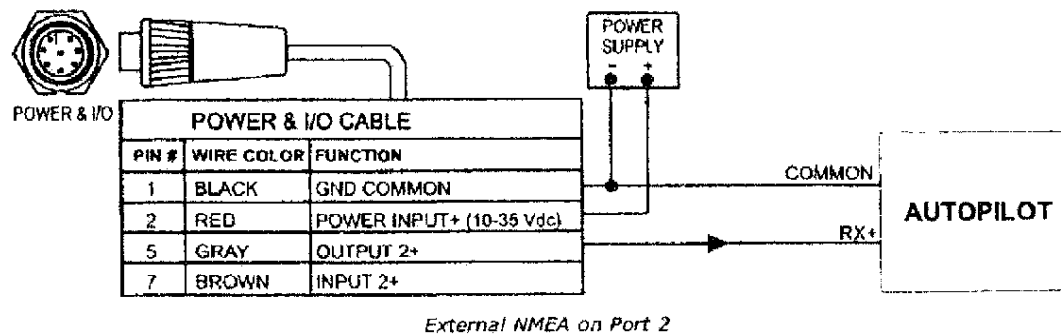 POWER
SUPPLY
- +
POWER & I/O
POWER & I/O CABLE
PIN # WIRE COLOR FUNCTION
1 BLACK GND COMMON
2 RED POWER INPUT+ (10-35 Vdc)
5 GRAY OUTPUT 2+
7 BROWN INPUT 2+
COMMON
RX+
AUTOPILOT
External NMEA on Port 2